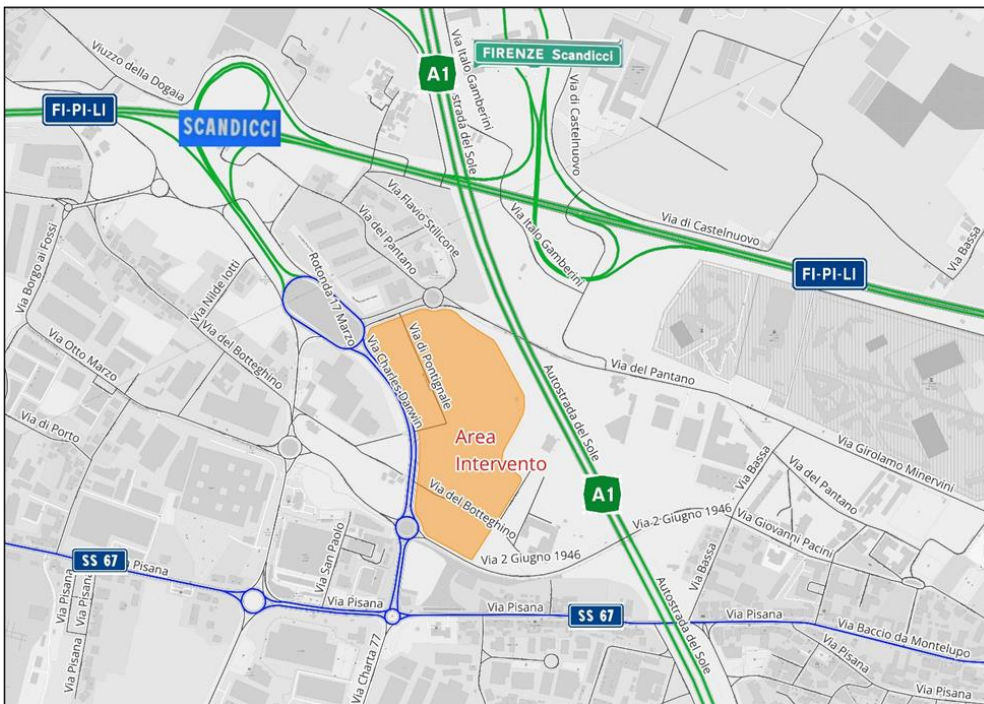 Viuzzo della Dogaia
FI-PI-LI
SCANDICCI
A1
Via Italo Gamberini
FIRENZE Scandicci
strada del Sole
Via di Castelnuovo
Via Flavio Stilicone
Via del Pantano
Via Italo Gamberini
Via di Castelnuovo
Via Bassa
FI-PI-LI
Via Borgo ai Fossi
Via Nilde Iotti
Rotonda 17 Marzo
Via del Botteghino
Via Otto Marzo
Via Charles Darwin
Via di Pontignale
Via del Pantano
Autostrada del Sole
Via di Porto
Area
Intervento
Via Girolamo Minervini
Via Bassa
Via del Pantano
A1
Via del Botteghino
Via 2 Giugno 1946
Via 2 Giugno 1946
Via Giovanni Pacini
Via San Paolo
SS 67
Pisana
Via Pisana
Via Pisana
Via Pisana
Via Pisana
Via Pisana
SS 67
Via Bassa
Autostrada del Sole
Via Pisana
Via Baccio da Montelupo
Via Charta 77
Via Pisana
Via Pisana